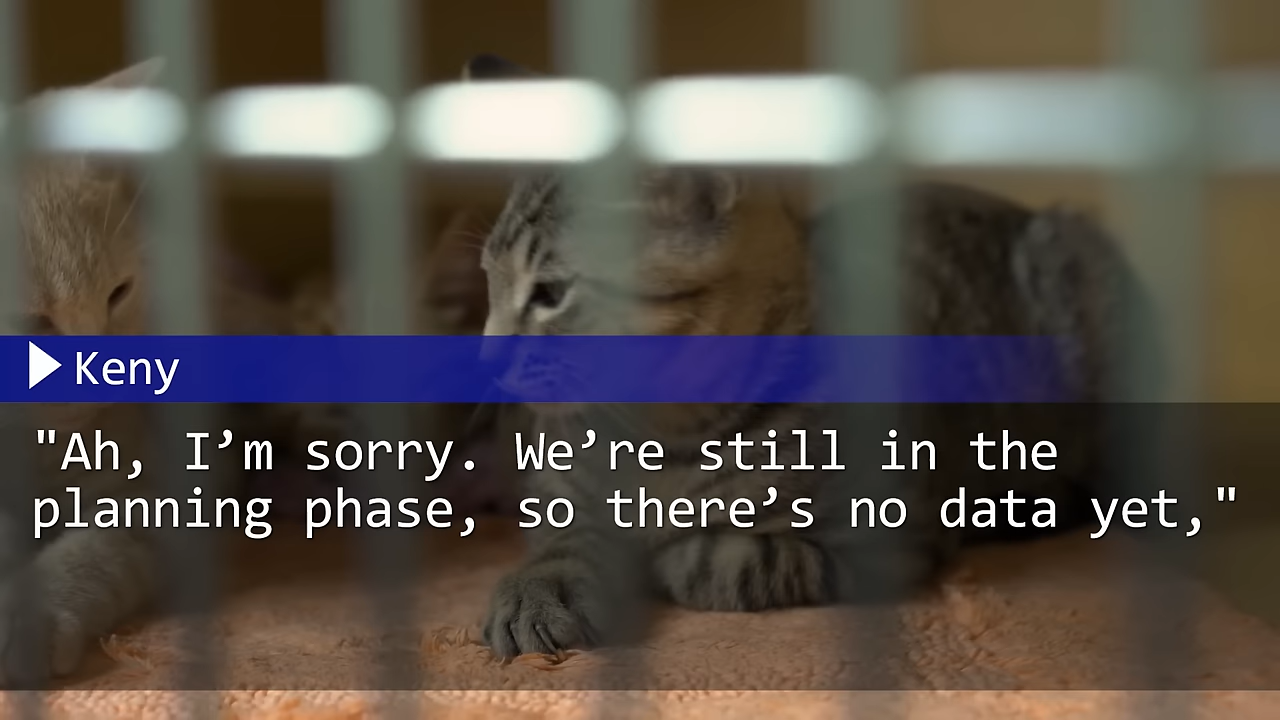 Keny
"Ah, I’m sorry. We’re still in the
planning phase, so there’s no data yet,"